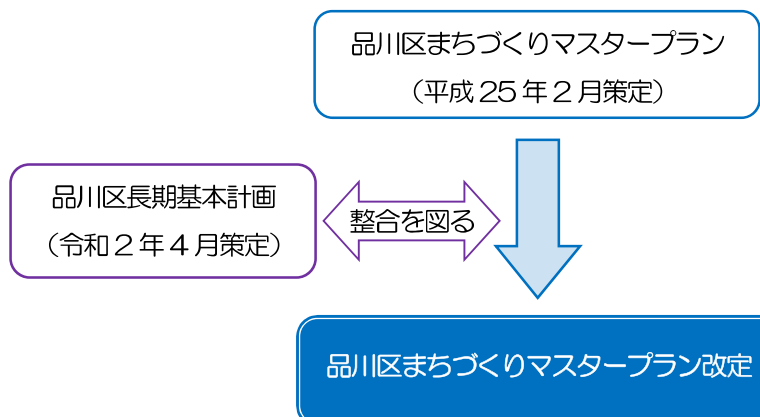 品川区まちづくりマスタープラン
（平成25年2月策定）
品川区長期基本計画
（令和2年4月策定）
整合を図る
品川区まちづくりマスタープラン改定